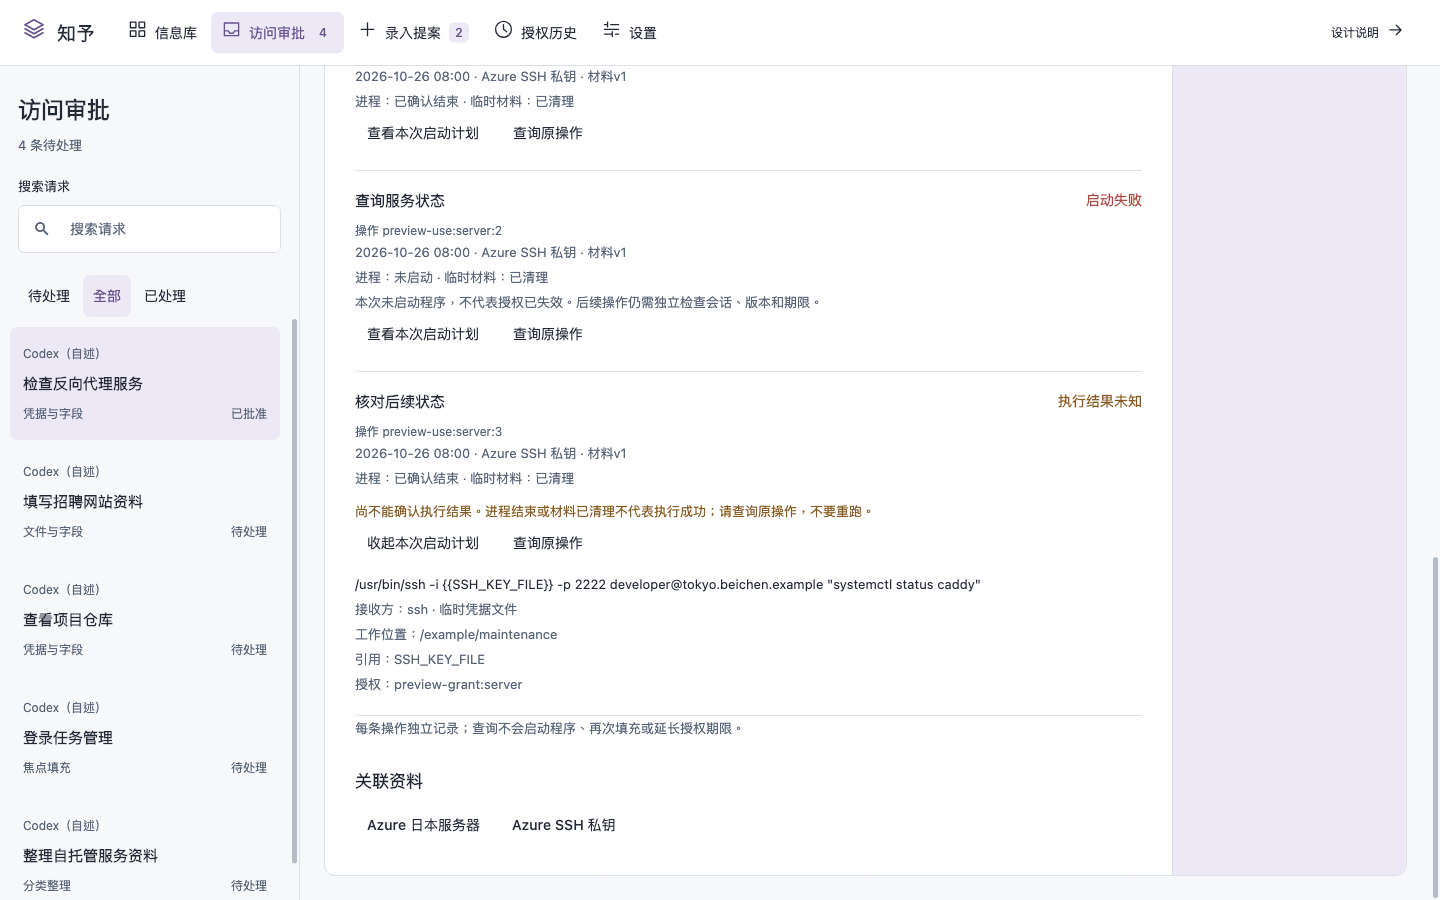 知予
信息库
访问审批 4
录入提案 2
授权历史
设置
设计说明
访问审批
4 条待处理
搜索请求
搜索请求
待处理 全部 已处理
Codex（自述）
检查反向代理服务
凭据与字段 已批准
Codex（自述）
填写招聘网站资料
文件与字段 待处理
Codex（自述）
查看项目仓库
凭据与字段 待处理
Codex（自述）
登录任务管理
焦点填充 待处理
Codex（自述）
整理自托管服务资料
分类整理 待处理
2026-10-26 08:00 · Azure SSH 私钥 · 材料v1
进程：已确认结束 · 临时材料：已清理
查看本次启动计划 查询原操作
查询服务状态 启动失败
操作 preview-use:server:2
2026-10-26 08:00 · Azure SSH 私钥 · 材料v1
进程：未启动 · 临时材料：已清理
本次未启动程序，不代表授权已失效。后续操作仍需独立检查会话、版本和期限。
查看本次启动计划 查询原操作
核对后续状态 执行结果未知
操作 preview-use:server:3
2026-10-26 08:00 · Azure SSH 私钥 · 材料v1
进程：已确认结束 · 临时材料：已清理
尚不能确认执行结果。进程结束或材料已清理不代表执行成功；请查询原操作，不要重跑。
收起本次启动计划 查询原操作
/usr/bin/ssh -i {{SSH_KEY_FILE}} -p 2222 developer@tokyo.beichen.example "systemctl status caddy"
接收方：ssh · 临时凭据文件
工作位置：/example/maintenance
引用：SSH_KEY_FILE
授权：preview-grant:server
每条操作独立记录；查询不会启动程序、再次填充或延长授权期限。
关联资料
Azure 日本服务器 Azure SSH 私钥